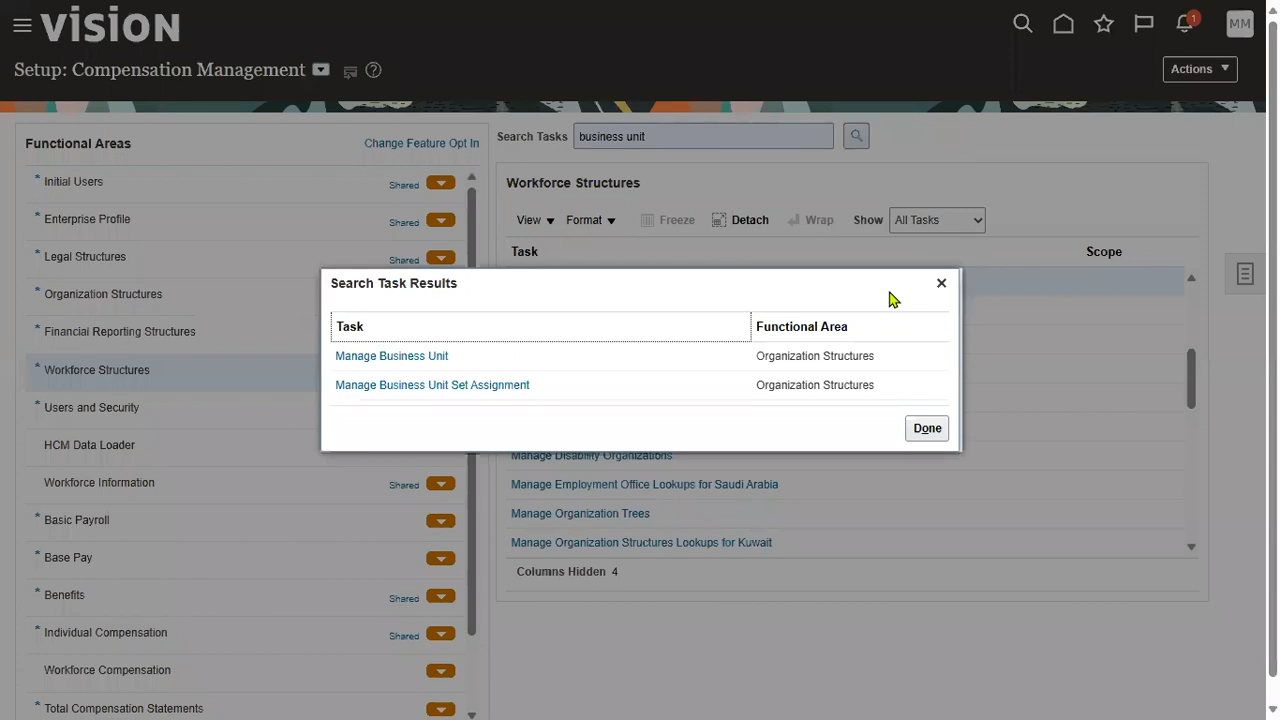 vision
1
MM
Setup: Compensation Management
Actions
Functional Areas
Change Feature Opt In
* Initial Users Shared
* Enterprise Profile Shared
* Legal Structures Shared
* Organization Structures
* Financial Reporting Structures
* Workforce Structures
* Users and Security
HCM Data Loader
Workforce Information Shared
* Basic Payroll
* Base Pay
* Benefits Shared
* Individual Compensation Shared
Workforce Compensation
* Total Compensation Statements
Search Tasks business unit
Workforce Structures
View Format Freeze Detach Wrap Show All Tasks
Task Scope
Search Task Results
Task Functional Area
Manage Business Unit Organization Structures
Manage Business Unit Set Assignment Organization Structures
Done
Manage Disability Organizations
Manage Employment Office Lookups for Saudi Arabia
Manage Organization Trees
Manage Organization Structures Lookups for Kuwait
Columns Hidden 4